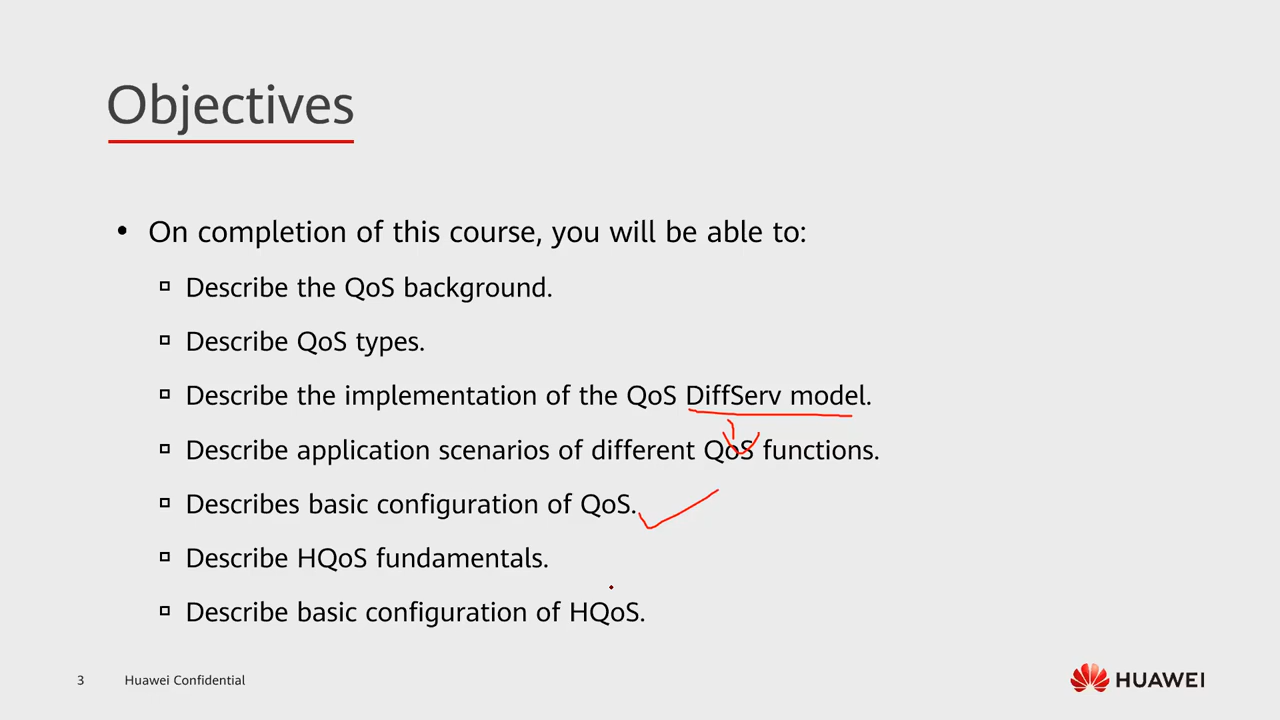 Objectives
• On completion of this course, you will be able to:
▫ Describe the QoS background.
▫ Describe QoS types.
▫ Describe the implementation of the QoS DiffServ model.
▫ Describe application scenarios of different QoS functions.
▫ Describes basic configuration of QoS.
▫ Describe HQoS fundamentals.
▫ Describe basic configuration of HQoS.
3 Huawei Confidential
HUAWEI